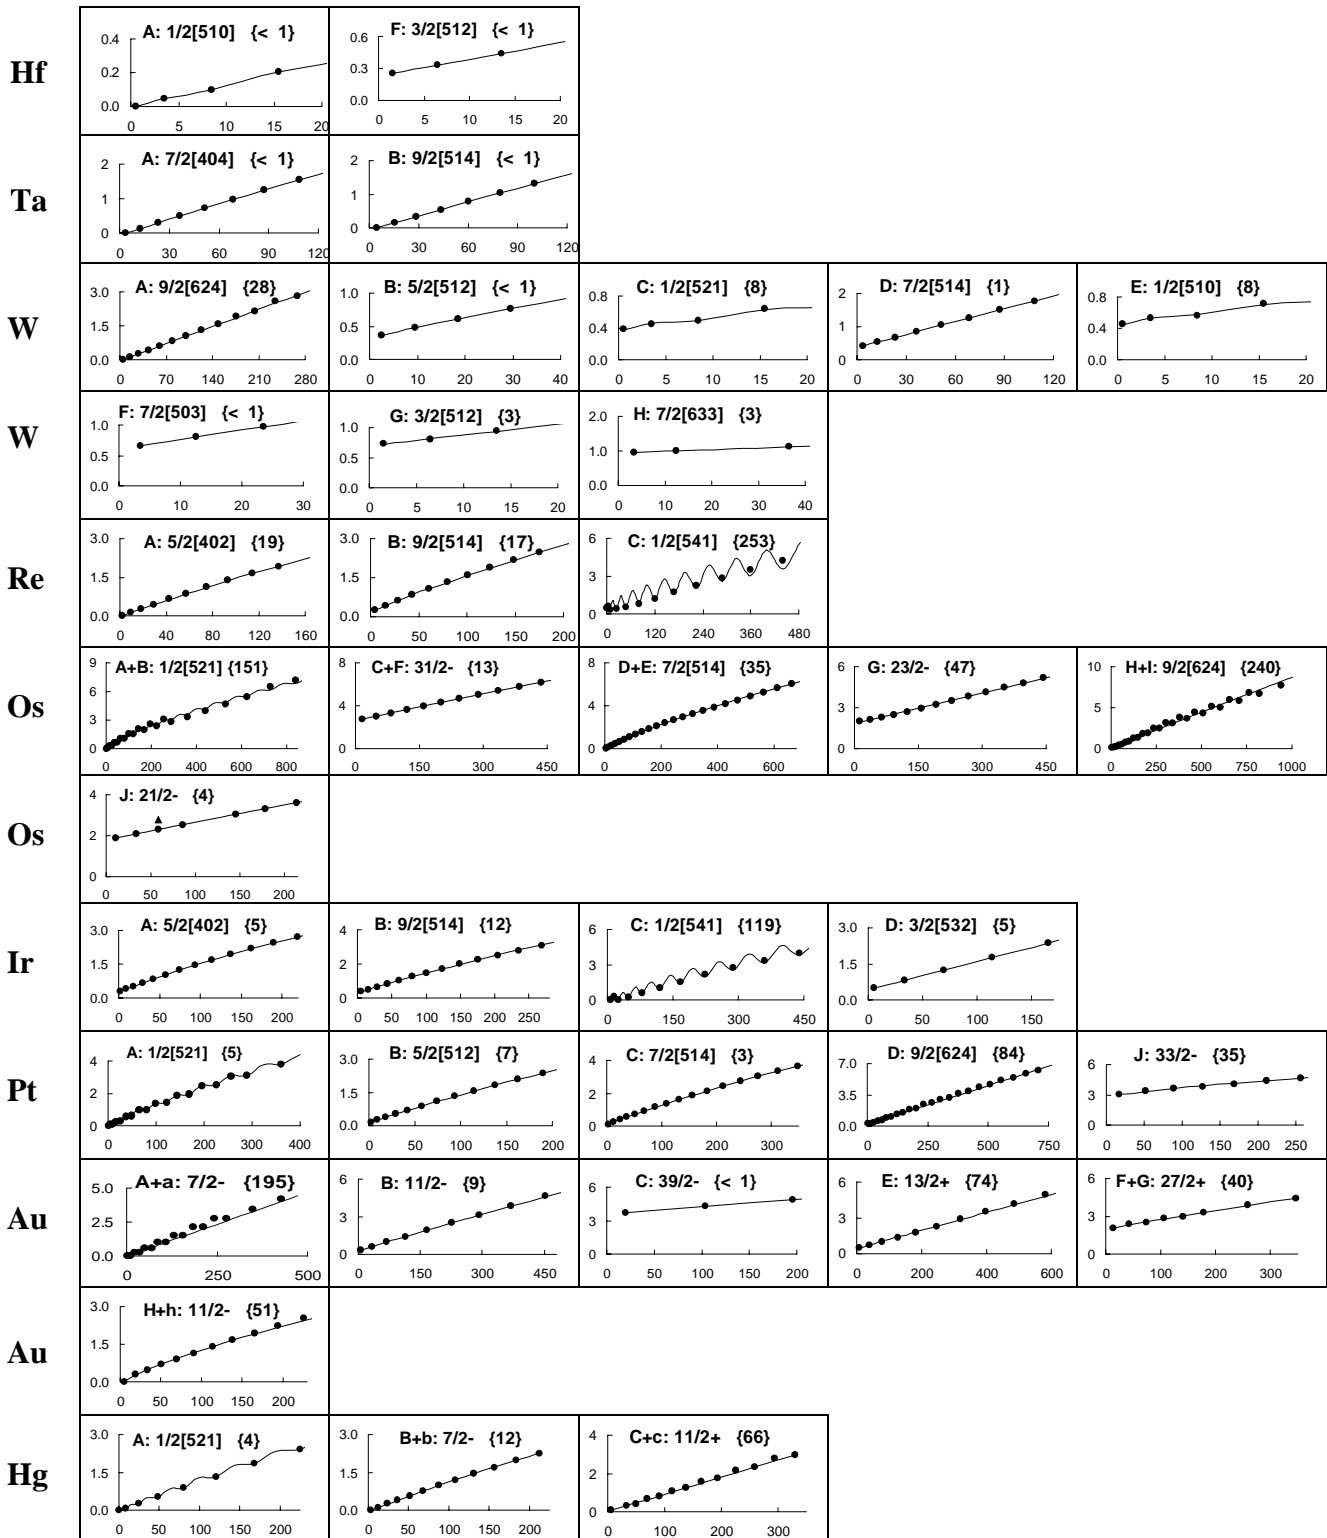 Hf
A: 1/2[510] {< 1}
0.4
0.2
0.0
0 5 10 15 20
F: 3/2[512] {< 1}
0.6
0.3
0.0
0 5 10 15 20
Ta
A: 7/2[404] {< 1}
2
1
0
0 30 60 90 120
B: 9/2[514] {< 1}
2
1
0
0 30 60 90 120
W
A: 9/2[624] {28}
3.0
1.5
0.0
0 70 140 210 280
B: 5/2[512] {< 1}
1.0
0.5
0.0
0 10 20 30 40
C: 1/2[521] {8}
0.8
0.4
0.0
0 5 10 15 20
D: 7/2[514] {1}
2
1
0
0 30 60 90 120
E: 1/2[510] {8}
0.8
0.4
0.0
0 5 10 15 20
W
F: 7/2[503] {< 1}
1.0
0.5
0.0
0 10 20 30
G: 3/2[512] {3}
1.0
0.5
0.0
0 5 10 15 20
H: 7/2[633] {3}
2.0
1.0
0.0
0 10 20 30 40
Re
A: 5/2[402] {19}
3.0
1.5
0.0
0 40 80 120 160
B: 9/2[514] {17}
3.0
1.5
0.0
0 50 100 150 200
C: 1/2[541] {253}
6
3
0
0 120 240 360 480
Os
A+B: 1/2[521] {151}
9
6
3
0
0 200 400 600 800
C+F: 31/2- {13}
8
4
0
0 150 300 450
D+E: 7/2[514] {35}
8
4
0
0 200 400 600
G: 23/2- {47}
6
3
0
0 150 300 450
H+I: 9/2[624] {240}
10
5
0
0 250 500 750 1000
Os
J: 21/2- {4}
4
2
0
0 50 100 150 200
Ir
A: 5/2[402] {5}
3.0
1.5
0.0
0 50 100 150 200
B: 9/2[514] {12}
4
2
0
0 50 100 150 200 250
C: 1/2[541] {119}
6
3
0
0 150 300 450
D: 3/2[532] {5}
3.0
1.5
0.0
0 50 100 150
Pt
A: 1/2[521] {5}
4
2
0
0 100 200 300 400
B: 5/2[512] {7}
3.0
1.5
0.0
0 50 100 150 200
C: 7/2[514] {3}
4
2
0
0 100 200 300
D: 9/2[624] {84}
7.0
3.5
0.0
0 250 500 750
J: 33/2- {35}
6
3
0
0 50 100 150 200 250
Au
A+a: 7/2- {195}
5.0
2.5
0.0
0 250 500
B: 11/2- {9}
6
3
0
0 150 300 450
C: 39/2- {< 1}
6
3
0
0 50 100 150 200
E: 13/2+ {74}
6
3
0
0 200 400 600
F+G: 27/2+ {40}
6
4
2
0
0 100 200 300
Au
H+h: 11/2- {51}
3.0
1.5
0.0
0 50 100 150 200
Hg
A: 1/2[521] {4}
3.0
1.5
0.0
0 50 100 150 200
B+b: 7/2- {12}
3.0
1.5
0.0
0 50 100 150 200
C+c: 11/2+ {66}
4
2
0
0 100 200 300